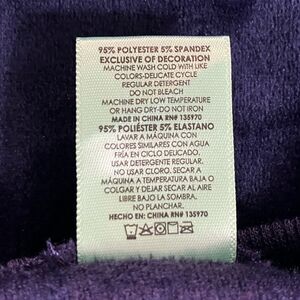 95% POLYESTER 5% SPANDEX
EXCLUSIVE OF DECORATION
MACHINE WASH COLD WITH LIKE
COLORS-DELICATE CYCLE
REGULAR DETERGENT
DO NOT BLEACH
MACHINE DRY LOW TEMPERATURE
OR HANG DRY-DO NOT IRON
MADE IN CHINA RN# 135970
95% POLIÉSTER 5% ELASTANO
LAVAR A MÁQUINA CON
COLORES SIMILARES CON AGUA
FRÍA EN CICLO DELICADO.
USAR DETERGENTE REGULAR.
NO USAR CLORO. SECAR A
MÁQUINA A TEMPERATURA BAJA O
COLGAR Y DEJAR SECAR AL AIRE
LIBRE BAJO LA SOMBRA.
NO PLANCHAR.
HECHO EN: CHINA RN# 135970